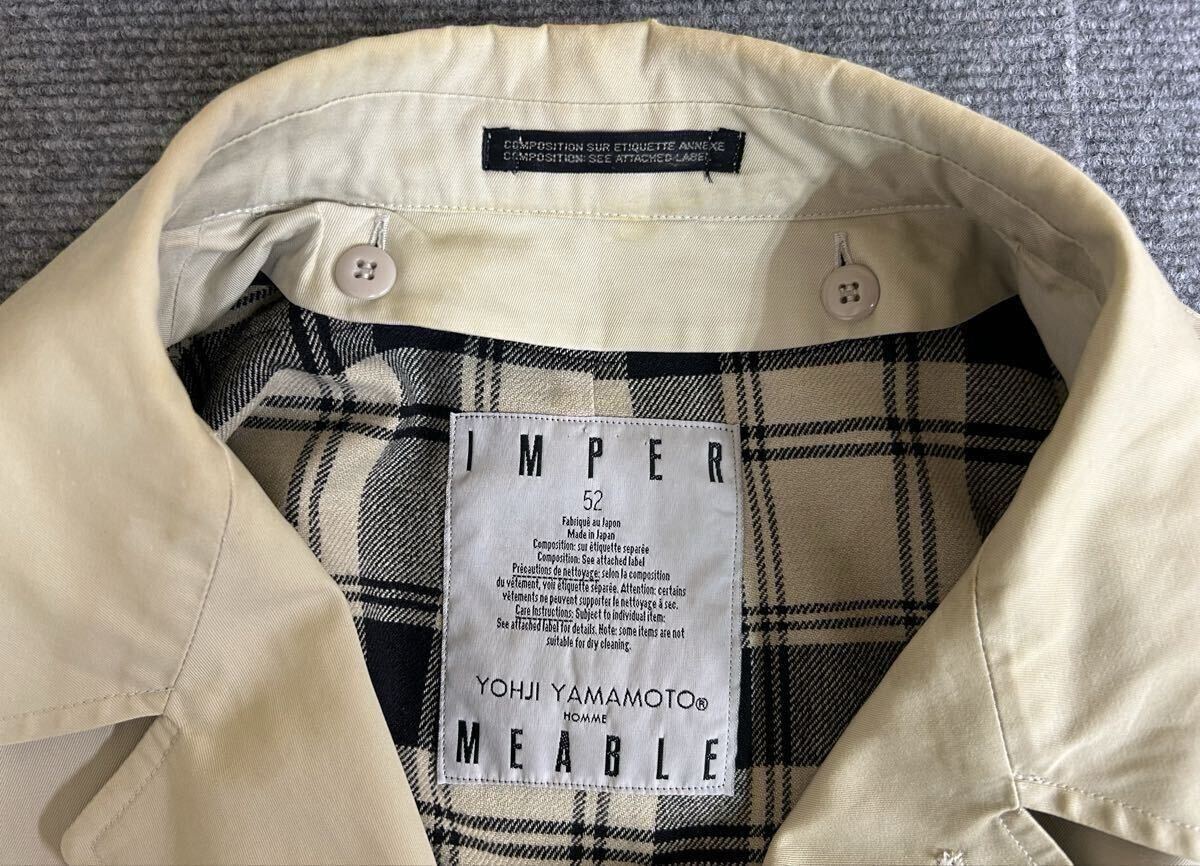 COMPOSITION SUR ETIQUETTE ANNEXE
COMPOSITION: SEE ATTACHED LABEL
IMPER
52
Fabriqué au Japon
Made in Japan
Composition: sur étiquette separée
Composition: See attached label
Précautions de nettoyage: selon la composition
du vêtement, voir étiquette séparée. Attention: certains
vêtements ne peuvent supporter le nettoyage à sec.
Care Instructions: Subject to individual item:
See attached label for details. Note: some items are not
suitable for dry cleaning.
YOHJI YAMAMOTO®
HOMME
MEABLE